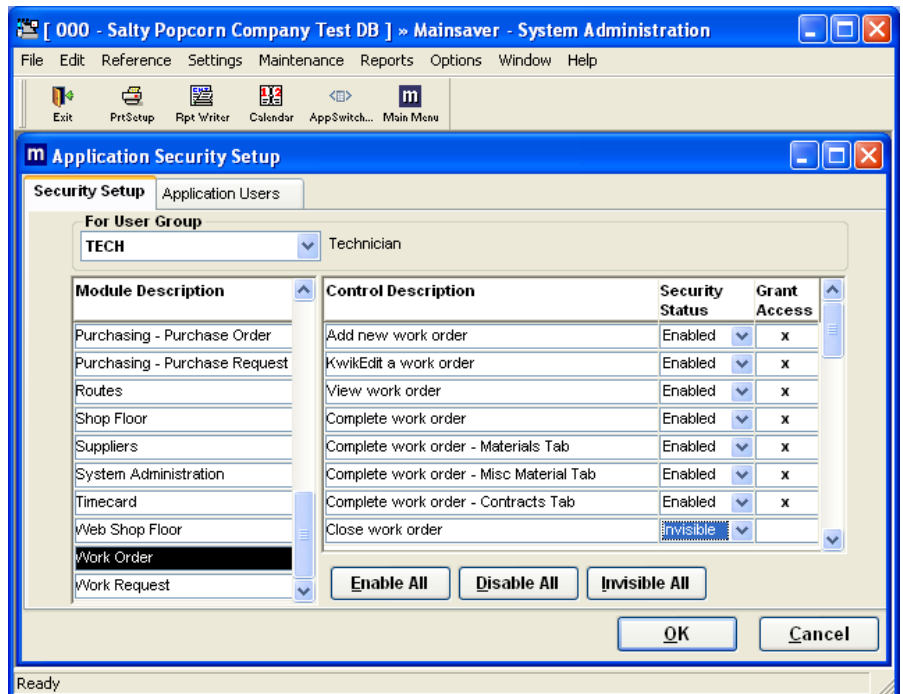 [ 000 - Salty Popcorn Company Test DB ] » Mainsaver - System Administration
File Edit Reference Settings Maintenance Reports Options Window Help
Exit PrtSetup Rpt Writer Calendar AppSwitch... Main Menu
m Application Security Setup
Security Setup Application Users
For User Group
TECH Technician
Module Description Control Description Security Status Grant Access
Purchasing - Purchase Order Add new work order Enabled x
Purchasing - Purchase Request KwikEdit a work order Enabled x
Routes View work order Enabled x
Shop Floor Complete work order Enabled x
Suppliers Complete work order - Materials Tab Enabled x
System Administration Complete work order - Misc Material Tab Enabled x
Timecard Complete work order - Contracts Tab Enabled x
Web Shop Floor Close work order Invisible
Work Order
Work Request Enable All Disable All Invisible All
OK Cancel
Ready